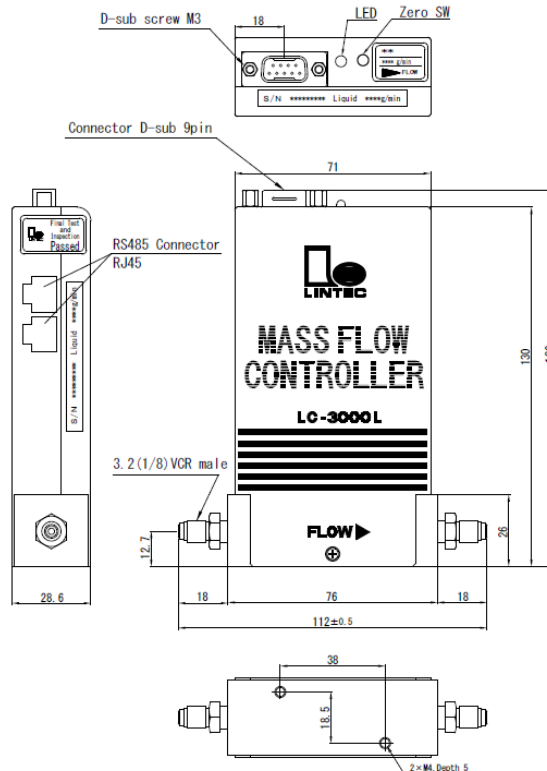 D-sub screw M3
18
LED
Zero SW
**
**** g/min
FLOW
S/N ********* Liquid ****g/min
Connector D-sub 9pin
71
Final Test
and
Inspection
Passed
RS485 Connector
RJ45
S/N ********* Liquid ****g/min
LINTEC
MASS FLOW
CONTROLLER
LC-3000L
130
3.2(1/8)VCR male
FLOW
26
12.7
28.6
18
76
18
112±0.5
38
18.5
2×M4,Depth 5